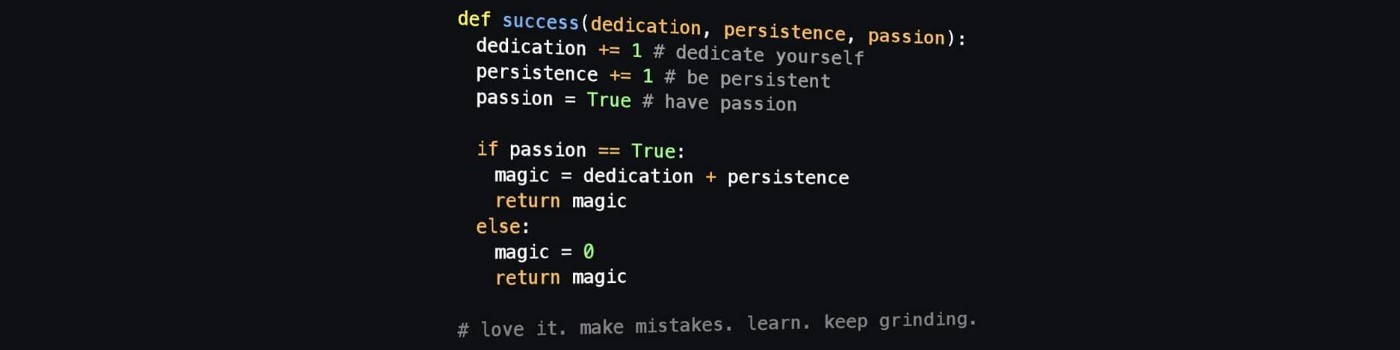 def success(dedication, persistence, passion):
  dedication += 1 # dedicate yourself
  persistence += 1 # be persistent
  passion = True # have passion

  if passion == True:
    magic = dedication + persistence
    return magic
  else:
    magic = 0
    return magic

# love it. make mistakes. learn. keep grinding.